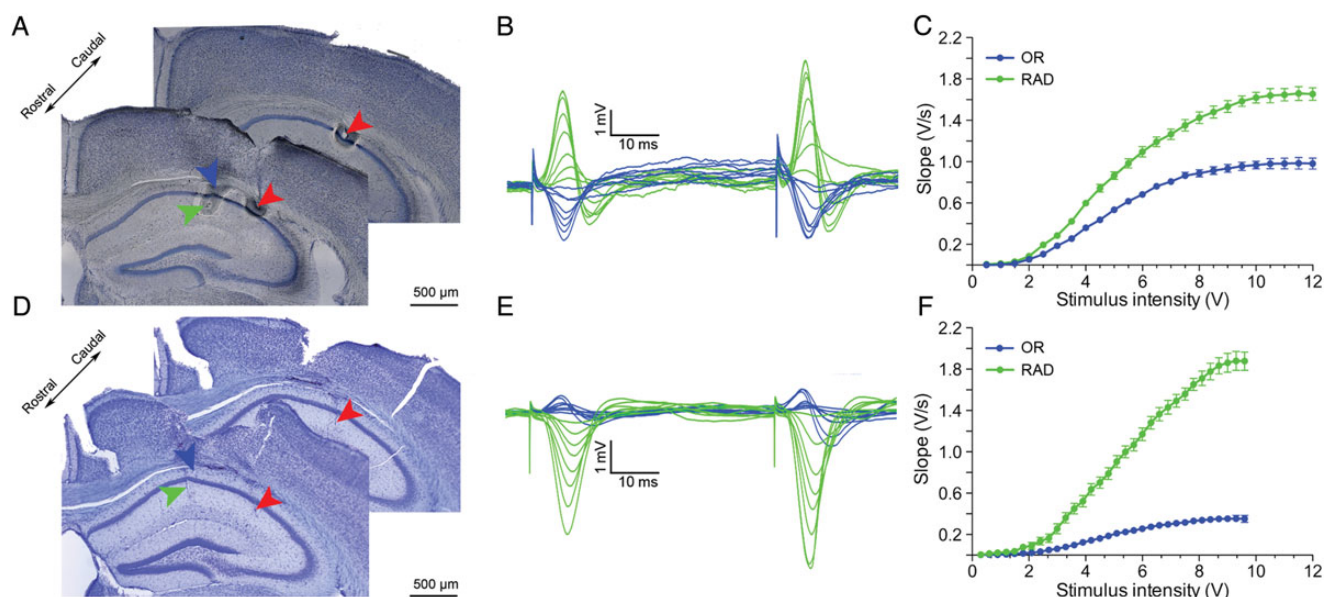 A
Caudal
Rostral
500 µm
B
1 mV
10 ms
C
2.2
1.8
1.4
1.0
0.6
0.2
Slope (V/s)
OR
RAD
0 2 4 6 8 10 12
Stimulus intensity (V)
D
Caudal
Rostral
500 µm
E
1 mV
10 ms
F
2.2
1.8
1.4
1.0
0.6
0.2
Slope (V/s)
OR
RAD
0 2 4 6 8 10 12
Stimulus intensity (V)